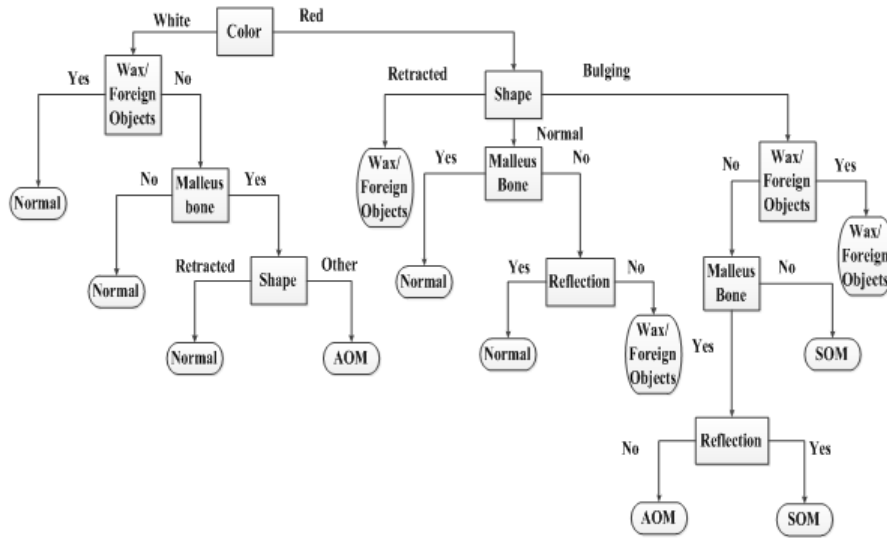 White
Color
Red
Yes
Wax/
Foreign
Objects
No
Retracted
Shape
Bulging
Normal
Normal
No
Malleus
bone
Yes
Wax/
Foreign
Objects
Yes
Malleus
Bone
No
No
Wax/
Foreign
Objects
Yes
Wax/
Foreign
Objects
Normal
Retracted
Shape
Other
Normal
Yes
Reflection
No
Malleus
Bone
No
Normal
AOM
Normal
Wax/
Foreign
Objects
Yes
SOM
No
Reflection
Yes
AOM
SOM